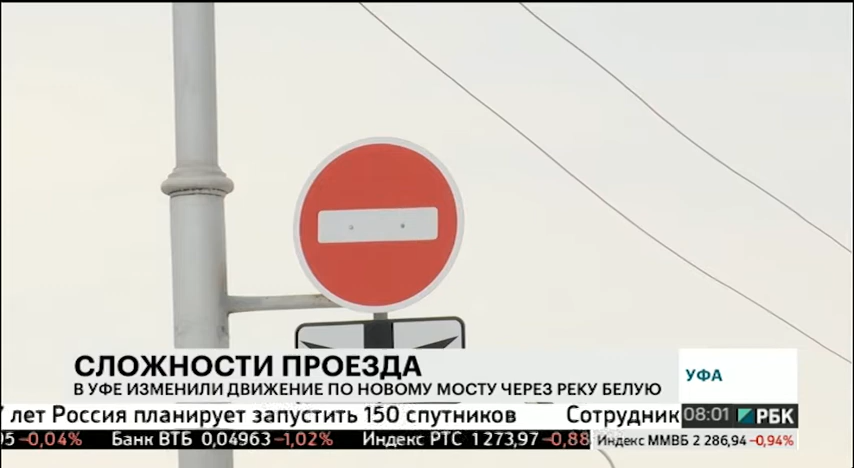 СЛОЖНОСТИ ПРОЕЗДА
В УФЕ ИЗМЕНИЛИ ДВИЖЕНИЕ ПО НОВОМУ МОСТУ ЧЕРЕЗ РЕКУ БЕЛУЮ
УФА
лет Россия планирует запустить 150 спутников Сотрудник
08:01 РБК
-0,04% Банк ВТБ 0,04963 -1,02% Индекс РТС 1 273,97 -0,88
Индекс ММВБ 2 286,94 -0,94%